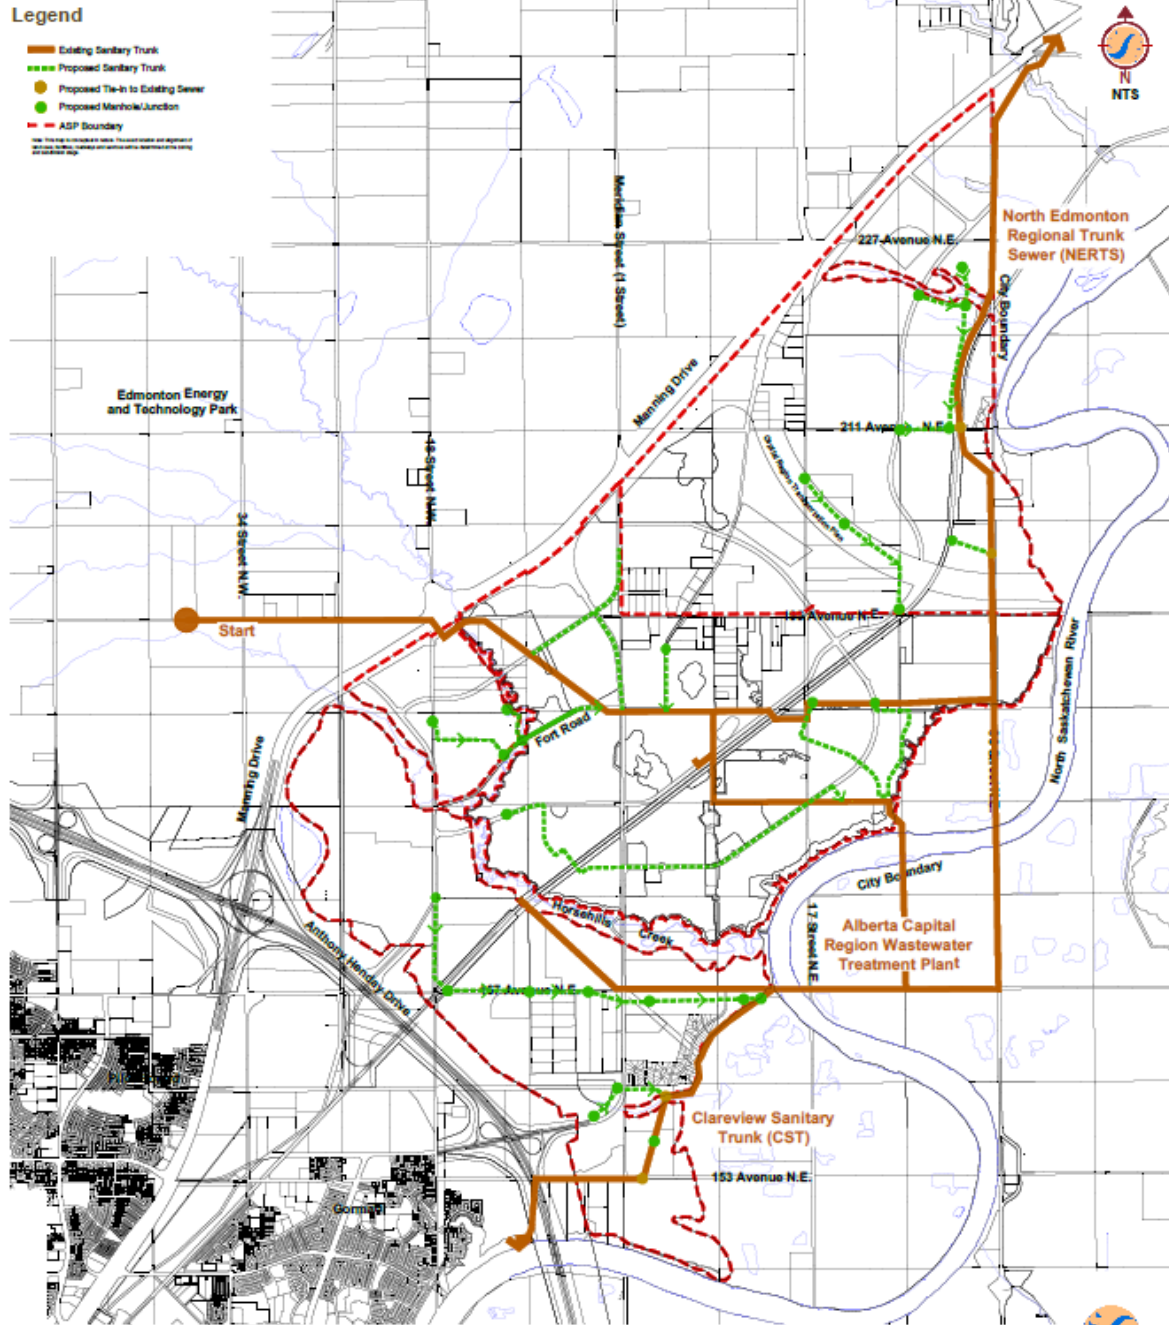 Legend
Existing Sanitary Trunk
Proposed Sanitary Trunk
Proposed Tie-In to Existing Sewer
Proposed Manhole/Junction
ASP Boundary
N
NTS
North Edmonton
Regional Trunk
Sewer (NERTS)
227 Avenue N.E.
Meridian Street (1 Street)
City Boundary
Manning Drive
Edmonton Energy
and Technology Park
211 Avenue N.E.
18 Street N.W.
34 Street N.W.
Start
195 Avenue N.E.
North Saskatchewan River
Fort Road
Manning Drive
City Boundary
Horsehills
Creek
17 Street N.E.
Alberta Capital
Region Wastewater
Treatment Plant
Anthony Henday Drive
167 Avenue N.E.
Clareview Sanitary
Trunk (CST)
153 Avenue N.E.